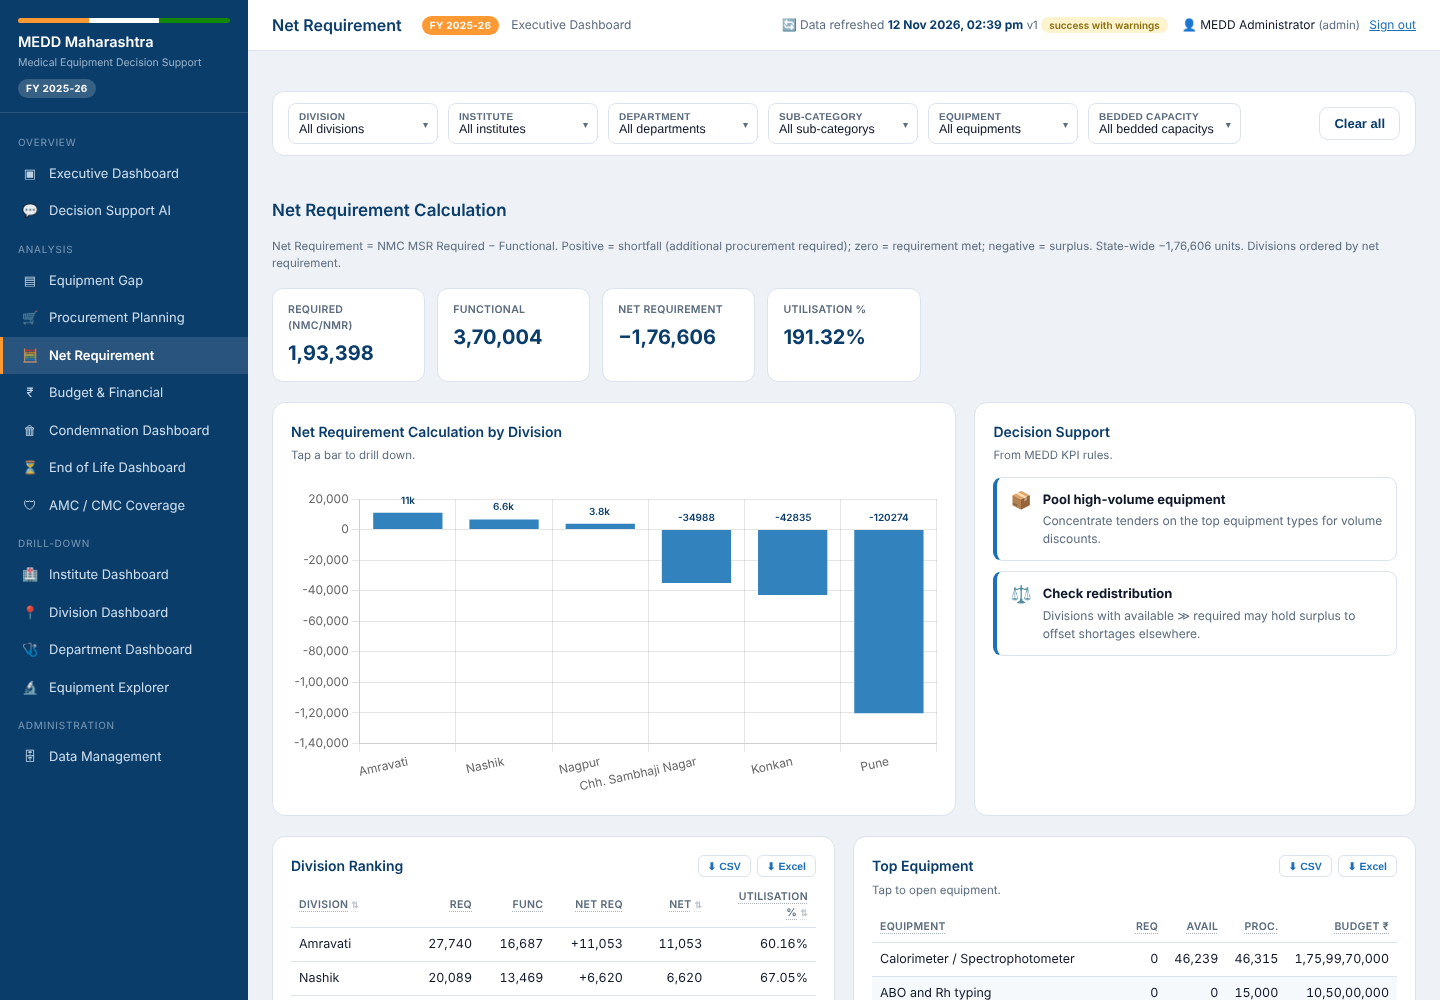 MEDD Maharashtra
Medical Equipment Decision Support
FY 2025-26
OVERVIEW
Executive Dashboard
Decision Support AI
ANALYSIS
Equipment Gap
Procurement Planning
Net Requirement
₹ Budget & Financial
Condemnation Dashboard
End of Life Dashboard
AMC / CMC Coverage
DRILL-DOWN
Institute Dashboard
Division Dashboard
Department Dashboard
Equipment Explorer
ADMINISTRATION
Data Management
Net Requirement FY 2025-26 Executive Dashboard Data refreshed 12 Nov 2026, 02:39 pm v1 success with warnings MEDD Administrator (admin) Sign out
DIVISION
All divisions
INSTITUTE
All institutes
DEPARTMENT
All departments
SUB-CATEGORY
All sub-categorys
EQUIPMENT
All equipments
BEDDED CAPACITY
All bedded capacitys
Clear all
Net Requirement Calculation
Net Requirement = NMC MSR Required − Functional. Positive = shortfall (additional procurement required); zero = requirement met; negative = surplus. State-wide −1,76,606 units. Divisions ordered by net
requirement.
REQUIRED
(NMC/NMR)
1,93,398
FUNCTIONAL
3,70,004
NET REQUIREMENT
−1,76,606
UTILISATION %
191.32%
Net Requirement Calculation by Division
Tap a bar to drill down.
20,000
0
-20,000
-40,000
-60,000
-80,000
-1,00,000
-1,20,000
-1,40,000
11k
6.6k
3.8k
-34988
-42835
-120274
Amravati
Nashik
Nagpur
Chh. Sambhaji Nagar
Konkan
Pune
Decision Support
From MEDD KPI rules.
Pool high-volume equipment
Concentrate tenders on the top equipment types for volume
discounts.
Check redistribution
Divisions with available ≫ required may hold surplus to
offset shortages elsewhere.
Division Ranking
⬇ CSV
⬇ Excel
DIVISION ⇅ REQ FUNC NET REQ NET ⇅ UTILISATION
% ⇅
Amravati 27,740 16,687 +11,053 11,053 60.16%
Nashik 20,089 13,469 +6,620 6,620 67.05%
Top Equipment
⬇ CSV
⬇ Excel
Tap to open equipment.
EQUIPMENT REQ AVAIL PROC. BUDGET ₹
Calorimeter / Spectrophotometer 0 46,239 46,315 1,75,99,70,000
ABO and Rh typing 0 0 15,000 10,50,00,000